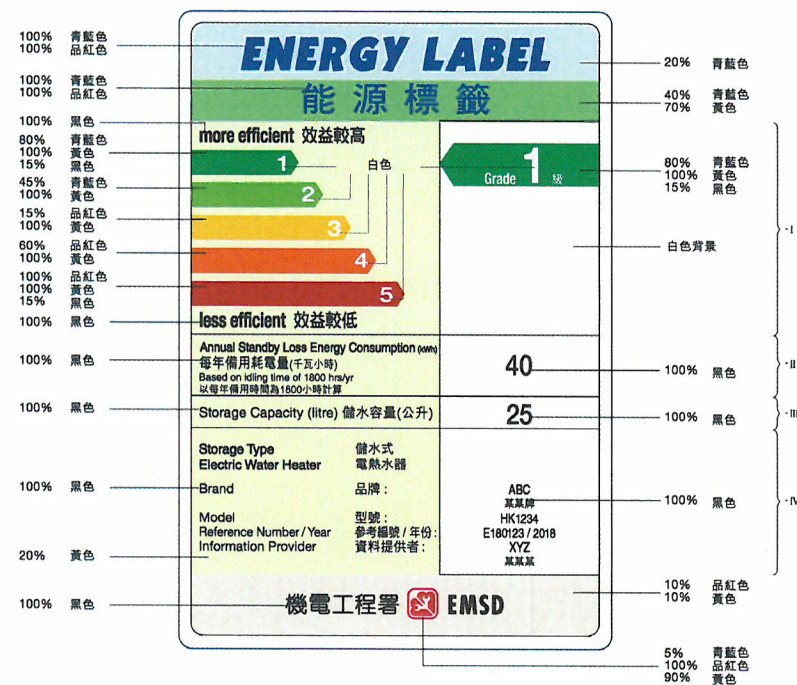 100% 青藍色
100% 品紅色
100% 青藍色
100% 品紅色
100% 黑色
80% 青藍色
100% 黃色
15% 黑色
45% 青藍色
100% 黃色
15% 品紅色
100% 黃色
60% 品紅色
100% 黃色
100% 品紅色
100% 黃色
15% 黑色
100% 黑色
100% 黑色
100% 黑色
100% 黑色
20% 黃色
100% 黑色
ENERGY LABEL
能源標籤
more efficient 效益較高
1
白色
2
3
4
5
less efficient 效益較低
Grade 1 級
Annual Standby Loss Energy Consumption (kWh)
每年備用耗電量(千瓦小時)
Based on idling time of 1800 hrs/yr
以每年備用時間為1800小時計算
40
Storage Capacity (litre) 儲水容量(公升)
25
Storage Type 儲水式
Electric Water Heater 電熱水器
Brand 品牌：
ABC
某某牌
Model 型號：
HK1234
Reference Number / Year 參考編號 / 年份：
E180123 / 2018
Information Provider 資料提供者：
XYZ
某某某
機電工程署 EMSD
20% 青藍色
40% 青藍色
70% 黃色
80% 青藍色
100% 黃色
15% 黑色
白色背景
100% 黑色
100% 黑色
100% 黑色
10% 品紅色
10% 黃色
5% 青藍色
100% 品紅色
90% 黃色
I
II
III
IV